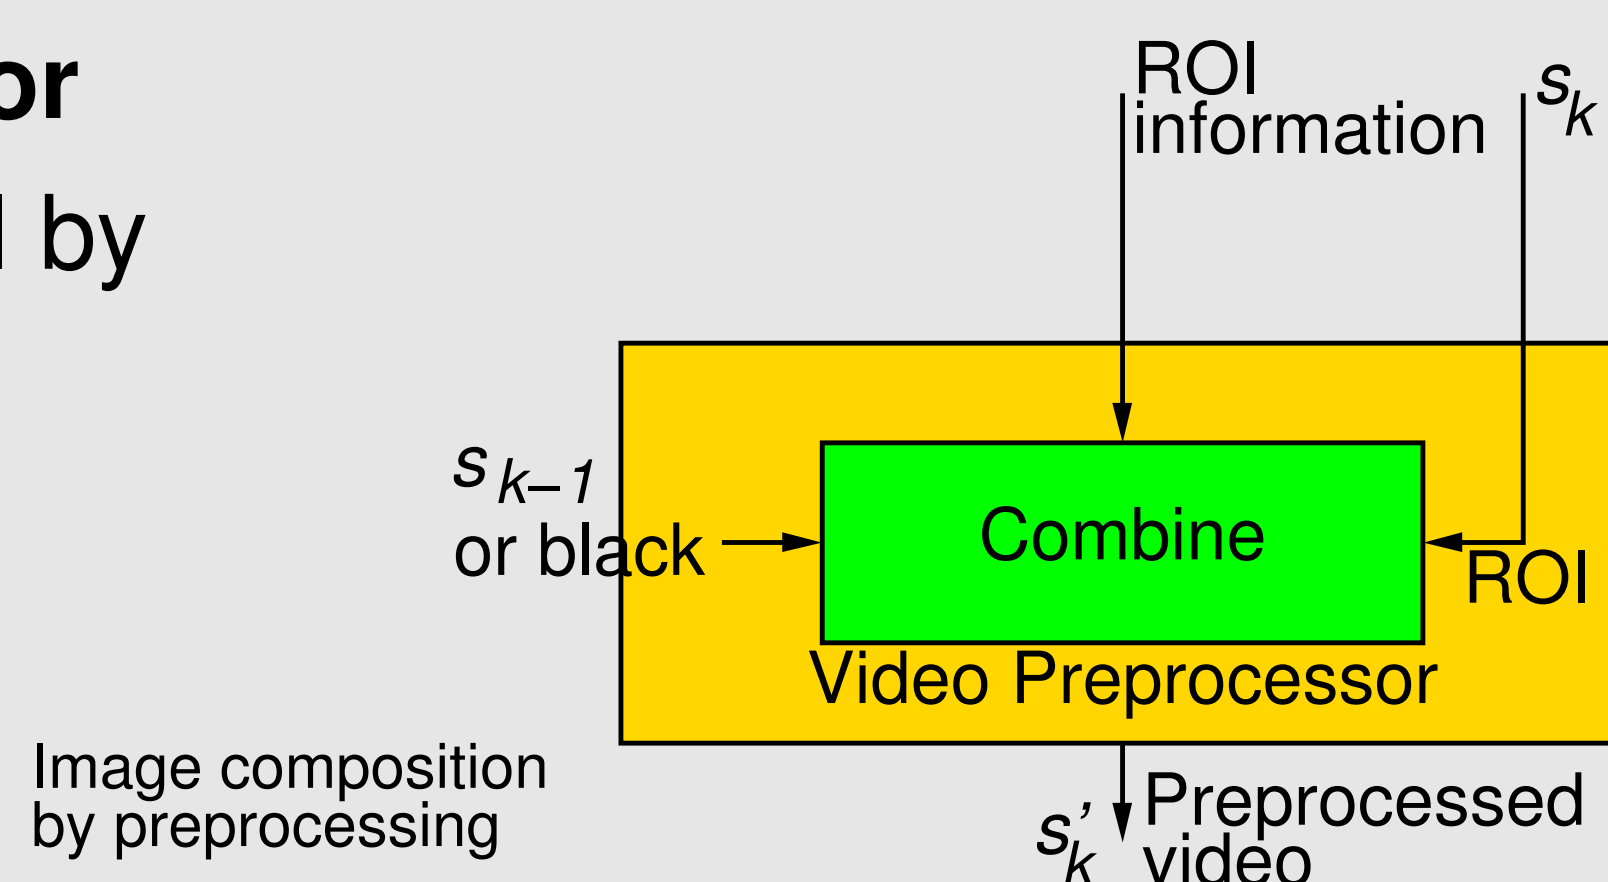 or
by
ROI
information
s_k
s_{k–1}
or black
Combine
ROI
Video Preprocessor
Image composition
by preprocessing
s'_k
Preprocessed
video